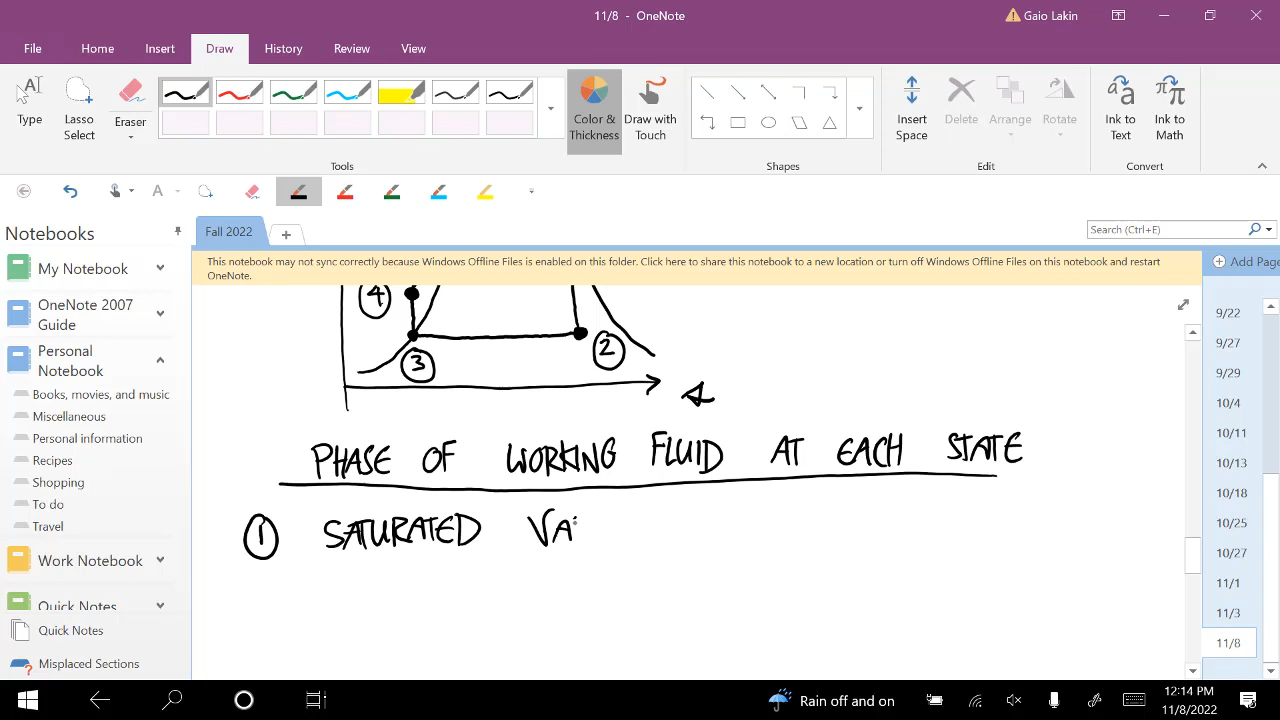 11/8 - OneNote
Gaio Lakin
File Home Insert Draw History Review View
Type
Lasso Select
Eraser
Color & Thickness
Draw with Touch
Insert Space
Delete
Arrange
Rotate
Ink to Text
Ink to Math
Tools Shapes Edit Convert
Notebooks
Fall 2022
Search (Ctrl+E)
This notebook may not sync correctly because Windows Offline Files is enabled on this folder. Click here to share this notebook to a new location or turn off Windows Offline Files on this notebook and restart
OneNote.
Add Page
My Notebook
OneNote 2007
Guide
Personal
Notebook
Books, movies, and music
Miscellaneous
Personal information
Recipes
Shopping
To do
Travel
Work Notebook
Quick Notes
Quick Notes
Misplaced Sections
4
3
2
PHASE OF WORKING FLUID AT EACH STATE
1 SATURATED VA
9/22
9/27
9/29
10/4
10/11
10/13
10/18
10/25
10/27
11/1
11/3
11/8
Rain off and on
12:14 PM
11/8/2022